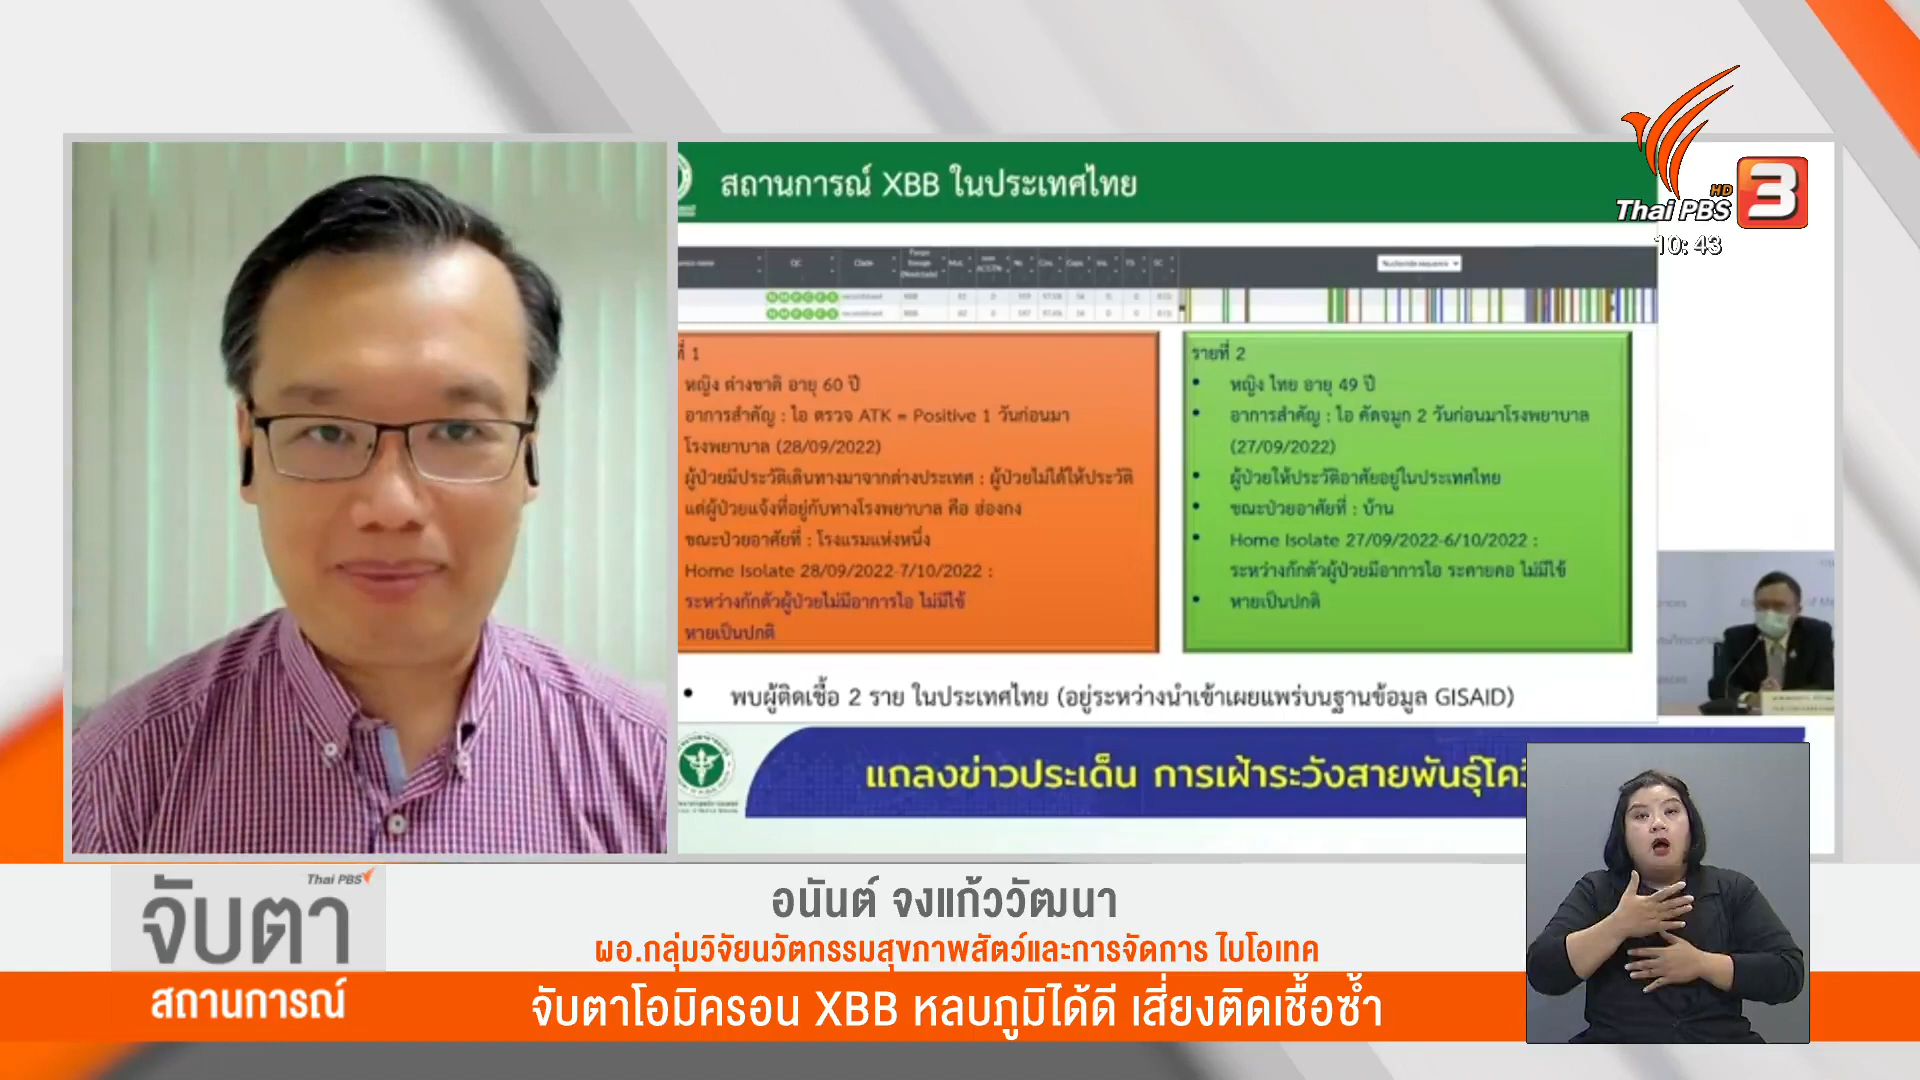 Thai PBS
HD
3
10:43
สถานการณ์ XBB ในประเทศไทย
QC
Clade
Nucleotide sequence
ที่ 1
หญิง ต่างชาติ อายุ 60 ปี
อาการสำคัญ : ไอ ตรวจ ATK = Positive 1 วันก่อนมา
โรงพยาบาล (28/09/2022)
ผู้ป่วยมีประวัติเดินทางมาจากต่างประเทศ : ผู้ป่วยไม่ได้ให้ประวัติ
แต่ผู้ป่วยแจ้งที่อยู่กับทางโรงพยาบาล คือ ฮ่องกง
ขณะป่วยอาศัยที่ : โรงแรมแห่งหนึ่ง
Home Isolate 28/09/2022-7/10/2022 :
ระหว่างกักตัวผู้ป่วยไม่มีอาการไอ ไม่มีไข้
หายเป็นปกติ
รายที่ 2
• หญิง ไทย อายุ 49 ปี
• อาการสำคัญ : ไอ คัดจมูก 2 วันก่อนมาโรงพยาบาล
(27/09/2022)
• ผู้ป่วยให้ประวัติอาศัยอยู่ในประเทศไทย
• ขณะป่วยอาศัยที่ : บ้าน
• Home Isolate 27/09/2022-6/10/2022 :
ระหว่างกักตัวผู้ป่วยมีอาการไอ ระคายคอ ไม่มีไข้
• หายเป็นปกติ
• พบผู้ติดเชื้อ 2 ราย ในประเทศไทย (อยู่ระหว่างนำเข้าเผยแพร่บนฐานข้อมูล GISAID)
แถลงข่าวประเด็น การเฝ้าระวังสายพันธุ์โควิ
Thai PBS
จับตา
สถานการณ์
อนันต์ จงแก้ววัฒนา
ผอ.กลุ่มวิจัยนวัตกรรมสุขภาพสัตว์และการจัดการ ไบโอเทค
จับตาโอมิครอน XBB หลบภูมิได้ดี เสี่ยงติดเชื้อซ้ำ